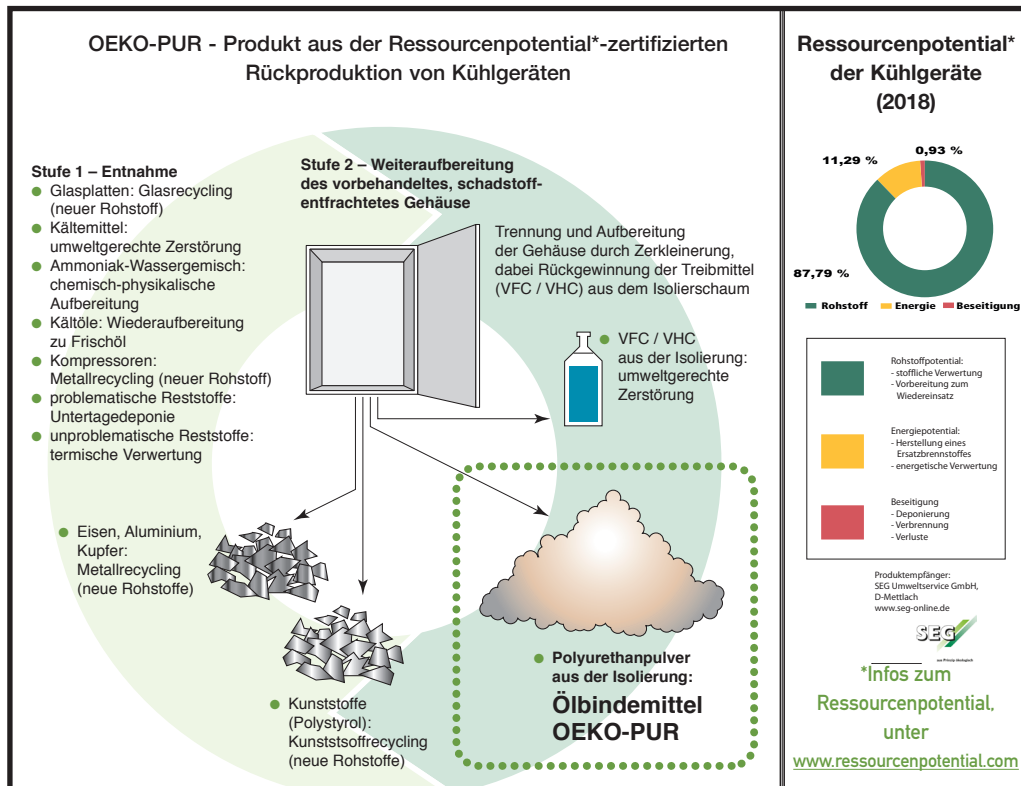 OEKO-PUR - Produkt aus der Ressourcenpotential*-zertifizierten
Rückproduktion von Kühlgeräten
Stufe 1 – Entnahme
Glasplatten: Glasrecycling
(neuer Rohstoff)
Kältemittel:
umweltgerechte Zerstörung
Ammoniak-Wassergemisch:
chemisch-physikalische
Aufbereitung
Kältöle: Wiederaufbereitung
zu Frischöl
Kompressoren:
Metallrecycling (neuer Rohstoff)
problematische Reststoffe:
Untertagedeponie
unproblematische Reststoffe:
termische Verwertung
Stufe 2 – Weiteraufbereitung
des vorbehandeltes, schadstoff-
entfrachtetes Gehäuse
Trennung und Aufbereitung
der Gehäuse durch Zerkleinerung,
dabei Rückgewinnung der Treibmittel
(VFC / VHC) aus dem Isolierschaum
VFC / VHC
aus der Isolierung:
umweltgerechte
Zerstörung
Eisen, Aluminium,
Kupfer:
Metallrecycling
(neue Rohstoffe)
Kunststoffe
(Polystyrol):
Kunststsoffrecycling
(neue Rohstoffe)
Polyurethanpulver
aus der Isolierung:
Ölbindemittel
OEKO-PUR
Ressourcenpotential*
der Kühlgeräte
(2018)
0,93 %
11,29 %
87,79 %
Rohstoff Energie Beseitigung
Rohstoffpotential:
- stoffliche Verwertung
- Vorbereitung zum
Wiedereinsatz
Energiepotential:
- Herstellung eines
Ersatzbrennstoffes
- energetische Verwertung
Beseitigung
- Deponierung
- Verbrennung
- Verluste
Produktempfänger:
SEG Umweltservice GmbH,
D-Mettlach
www.seg-online.de
SEG
aus Prinzip ökologisch
*Infos zum
Ressourcenpotential,
unter
www.ressourcenpotential.com